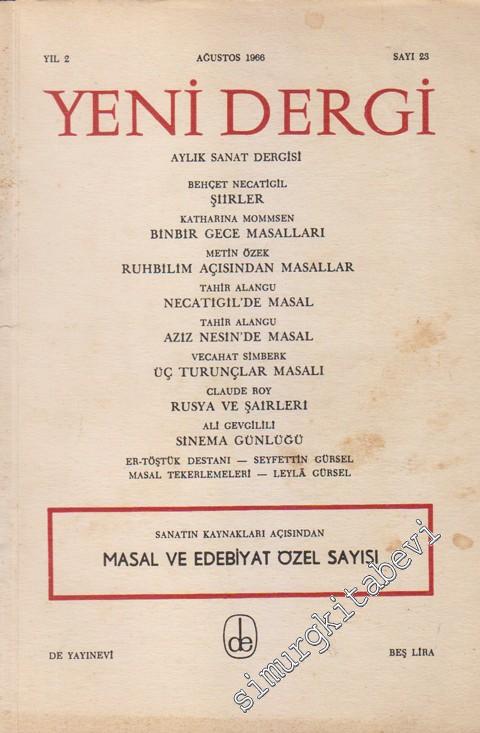 YIL 2 AĞUSTOS 1966 SAYI 23
YENİ DERGİ
AYLIK SANAT DERGİSİ
BEHÇET NECATİGİL
ŞİİRLER
KATHARINA MOMMSEN
BİNBİR GECE MASALLARI
METİN ÖZEK
RUHBİLİM AÇISINDAN MASALLAR
TAHİR ALANGU
NECATİGİL'DE MASAL
TAHİR ALANGU
AZİZ NESİN'DE MASAL
VECAHAT SİMBERK
ÜÇ TURUNÇLAR MASALI
CLAUDE ROY
RUSYA VE ŞAİRLERİ
ALİ GEVGİLİLİ
SİNEMA GÜNLÜĞÜ
ER-TÖŞTÜK DESTANI — SEYFETTİN GÜRSEL
MASAL TEKERLEMELERİ — LEYLÂ GÜRSEL
SANATIN KAYNAKLARI AÇISINDAN
MASAL VE EDEBİYAT ÖZEL SAYISI
de
DE YAYINEVİ BEŞ LİRA
simurgkitabevi